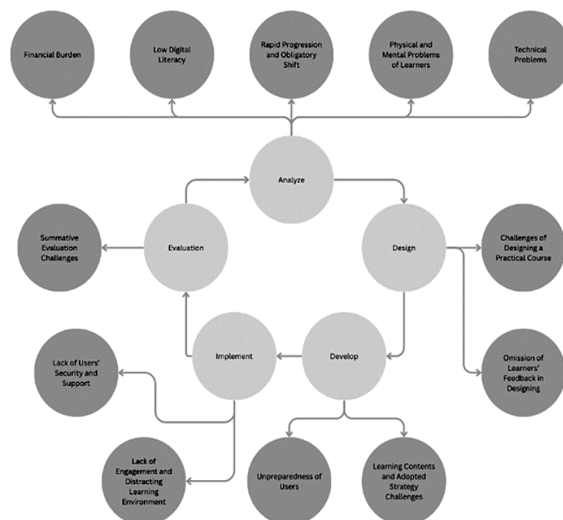 Financial Burden
Low Digital
Literacy
Rapid Progression
and Obligatory
Shift
Physical and
Mental Problems
of Learners
Technical
Problems
Analyze
Summative
Evaluation
Challenges
Evaluation
Design
Challenges of
Designing a
Practical Course
Lack of Users'
Security and
Support
Implement
Develop
Omission of
Learners'
Feedback in
Designing
Lack of
Engagement and
Distracting
Learning
Environment
Unpreparedness of
Users
Learning Contents
and Adopted
Strategy
Challenges